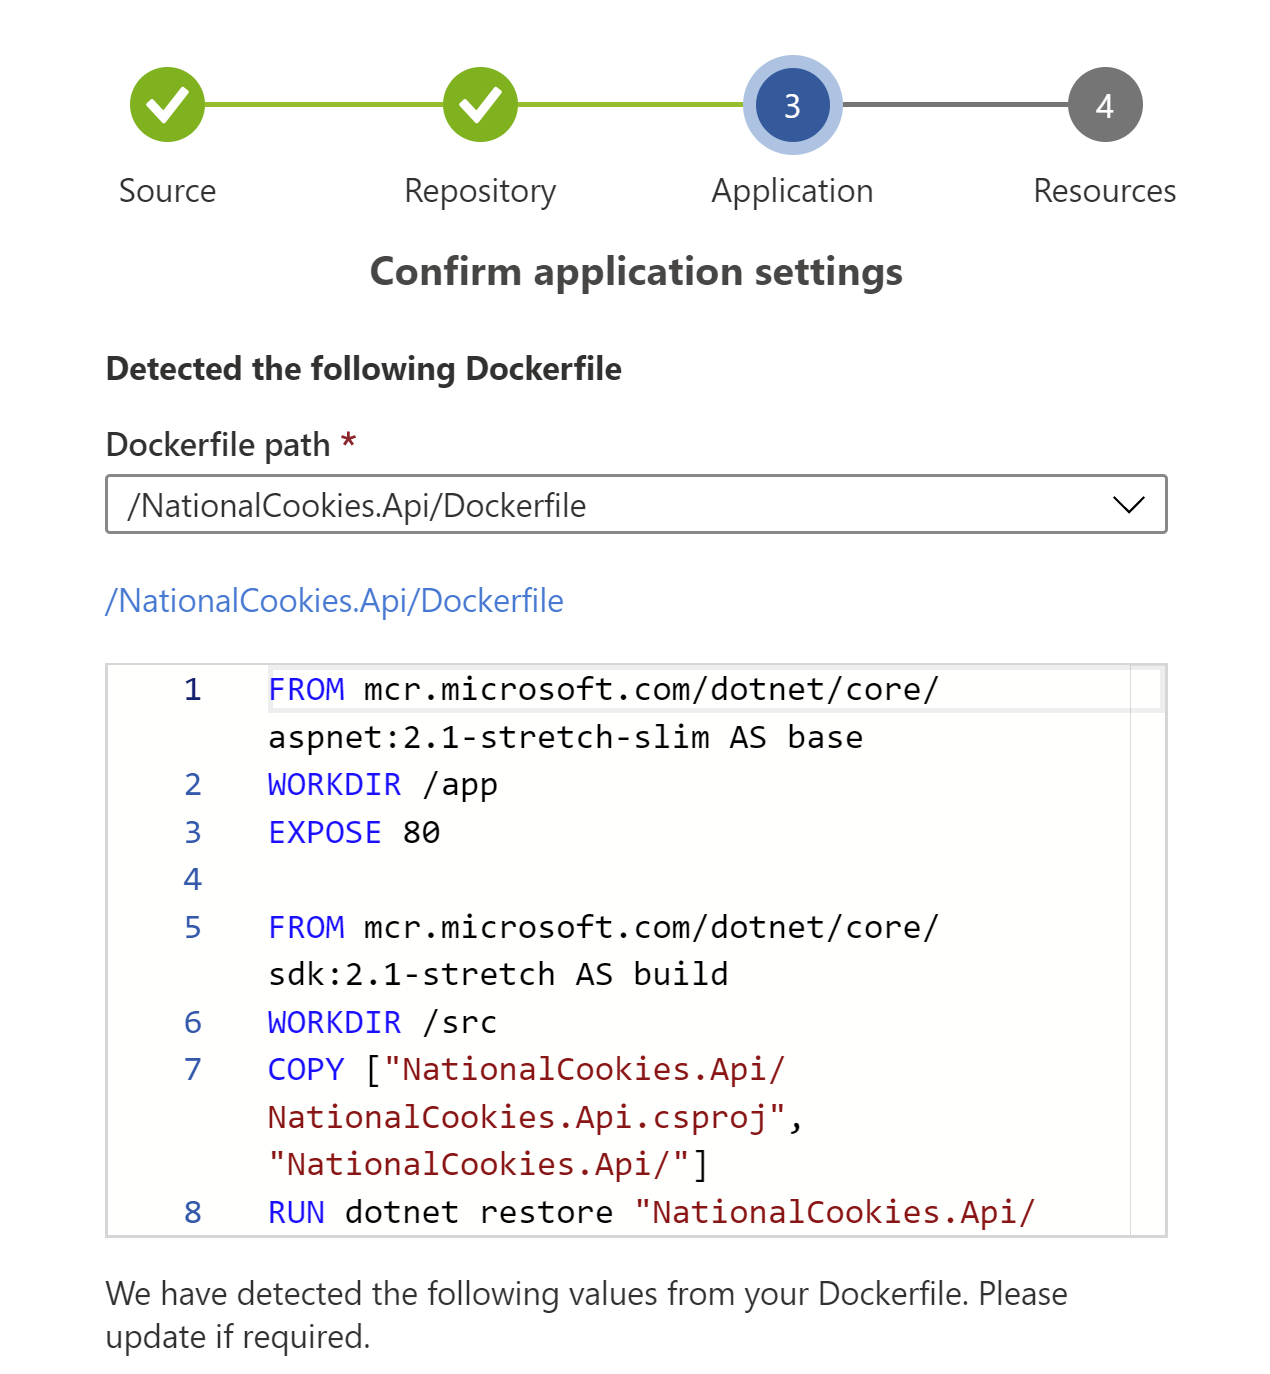 3
4
Source
Repository
Application
Resources
Confirm application settings
Detected the following Dockerfile
Dockerfile path *
/NationalCookies.Api/Dockerfile
/NationalCookies.Api/Dockerfile
1 FROM mcr.microsoft.com/dotnet/core/
aspnet:2.1-stretch-slim AS base
2 WORKDIR /app
3 EXPOSE 80
4
5 FROM mcr.microsoft.com/dotnet/core/
sdk:2.1-stretch AS build
6 WORKDIR /src
7 COPY ["NationalCookies.Api/
NationalCookies.Api.csproj",
"NationalCookies.Api/"]
8 RUN dotnet restore "NationalCookies.Api/
We have detected the following values from your Dockerfile. Please
update if required.